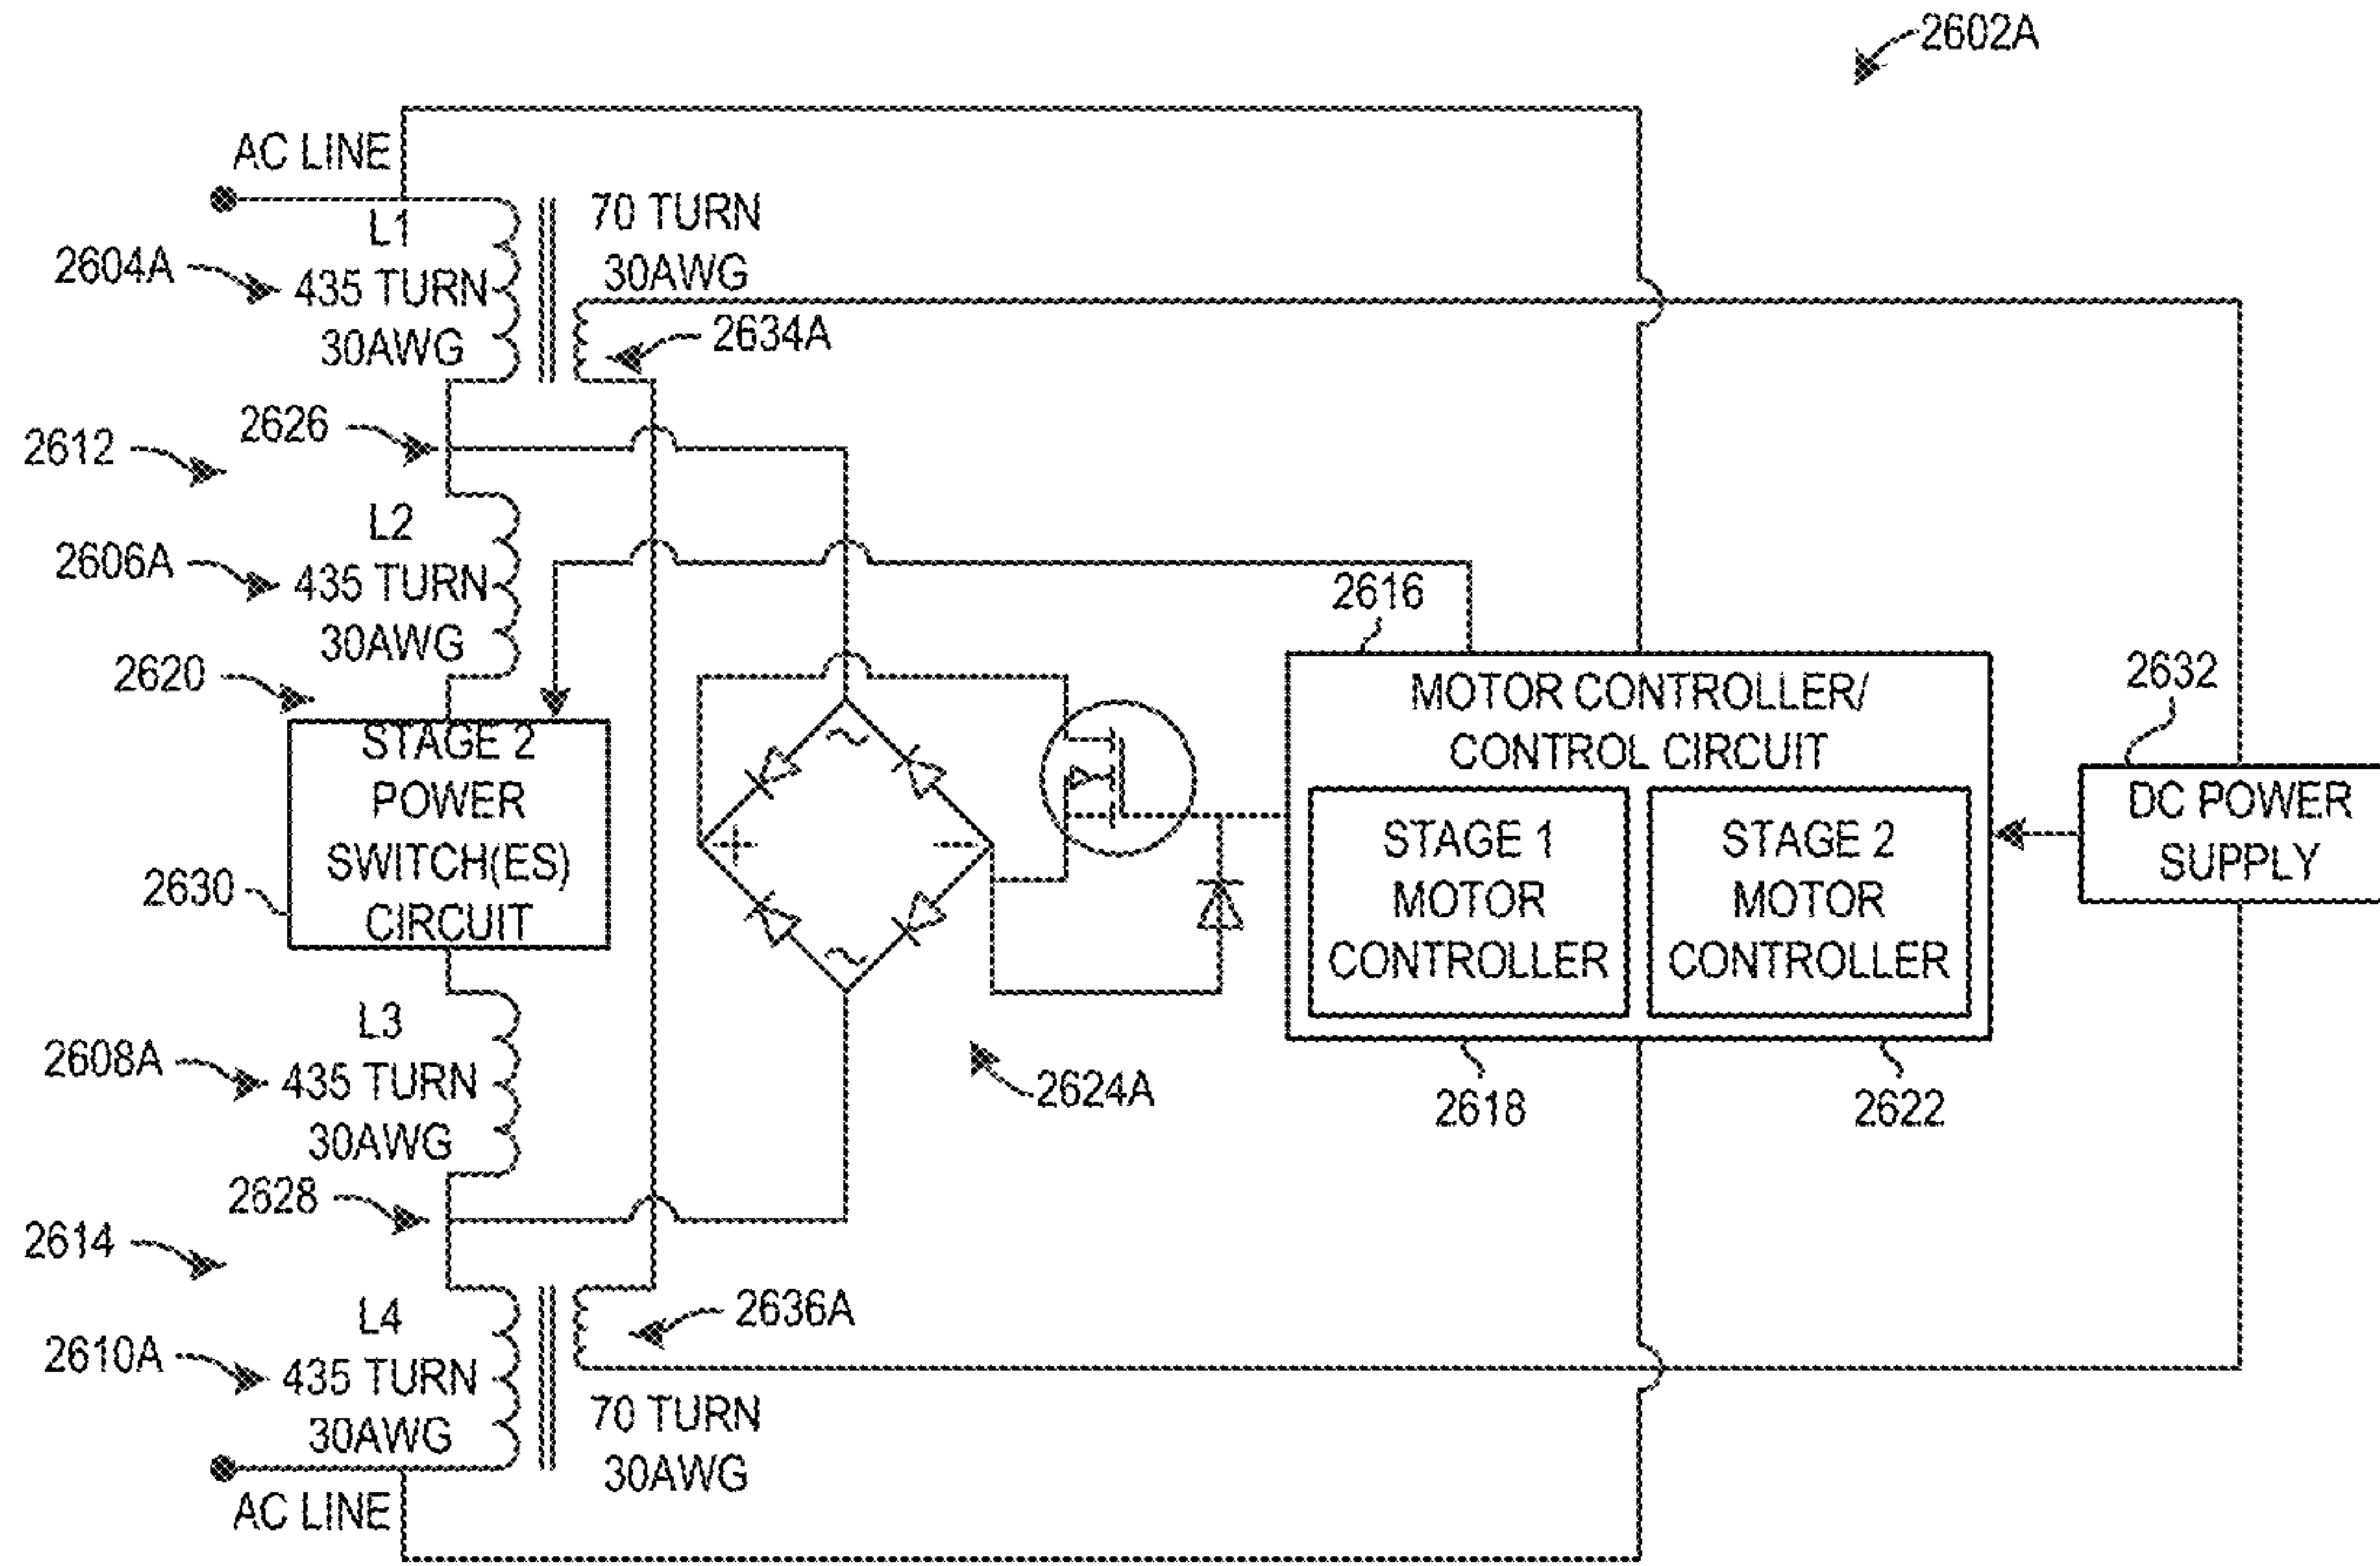 2602A
AC LINE
L1
435 TURN
30AWG
2604A
70 TURN
30AWG
2634A
2626
2612
L2
435 TURN
30AWG
2606A
2620
STAGE 2
POWER
SWITCH(ES)
CIRCUIT
2630
2616
MOTOR CONTROLLER/
CONTROL CIRCUIT
STAGE 1
MOTOR
CONTROLLER
STAGE 2
MOTOR
CONTROLLER
2632
DC POWER
SUPPLY
~
+
-
~
2618
2622
2624A
L3
435 TURN
30AWG
2608A
2628
2614
L4
435 TURN
30AWG
2610A
2636A
70 TURN
30AWG
AC LINE